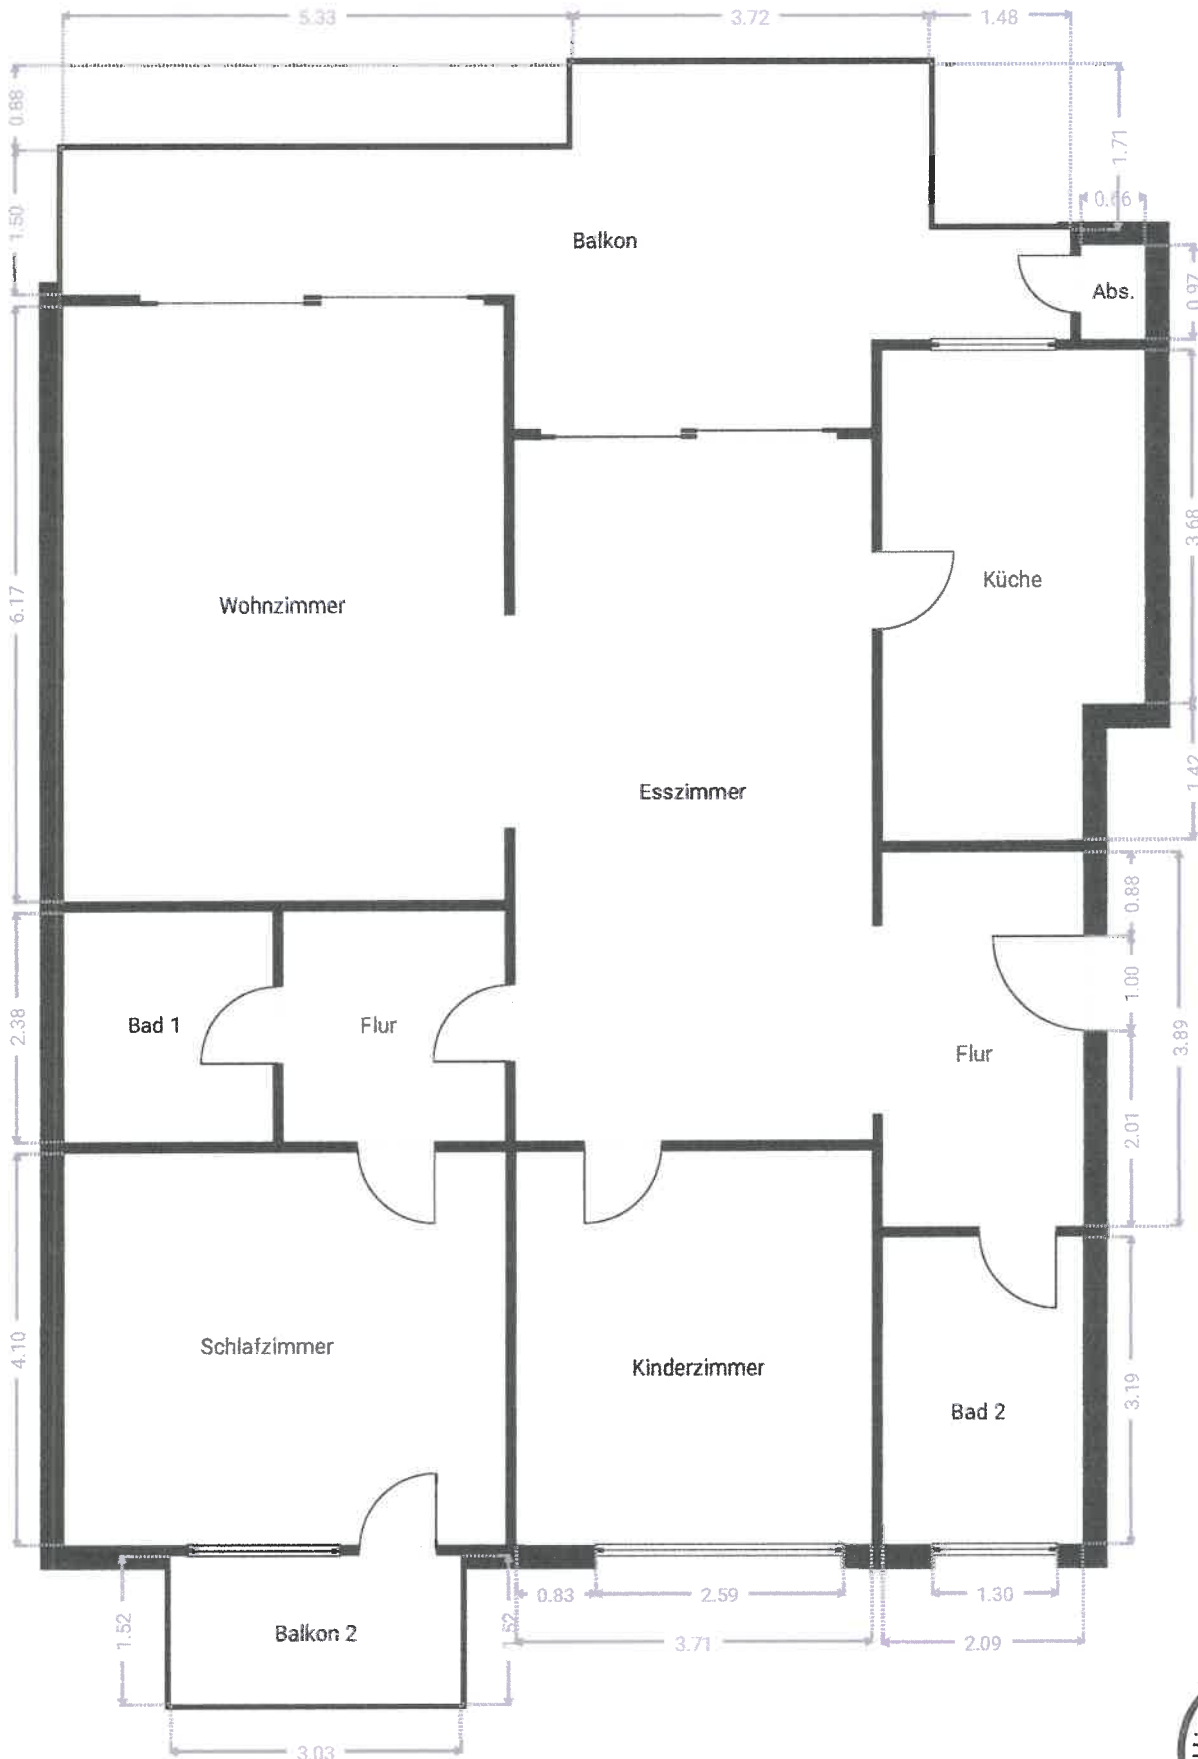 5.33
3.72
1.48
0.88
1.71
1.50
0.66
Balkon
Abs.
0.97
3.68
Küche
Wohnzimmer
6.17
1.42
Esszimmer
0.88
1.00
2.38
Bad 1
Flur
Flur
3.89
2.01
4.10
Schlafzimmer
Kinderzimmer
3.19
Bad 2
0.83
2.59
1.30
1.52
Balkon 2
1.52
3.71
2.09
3.03